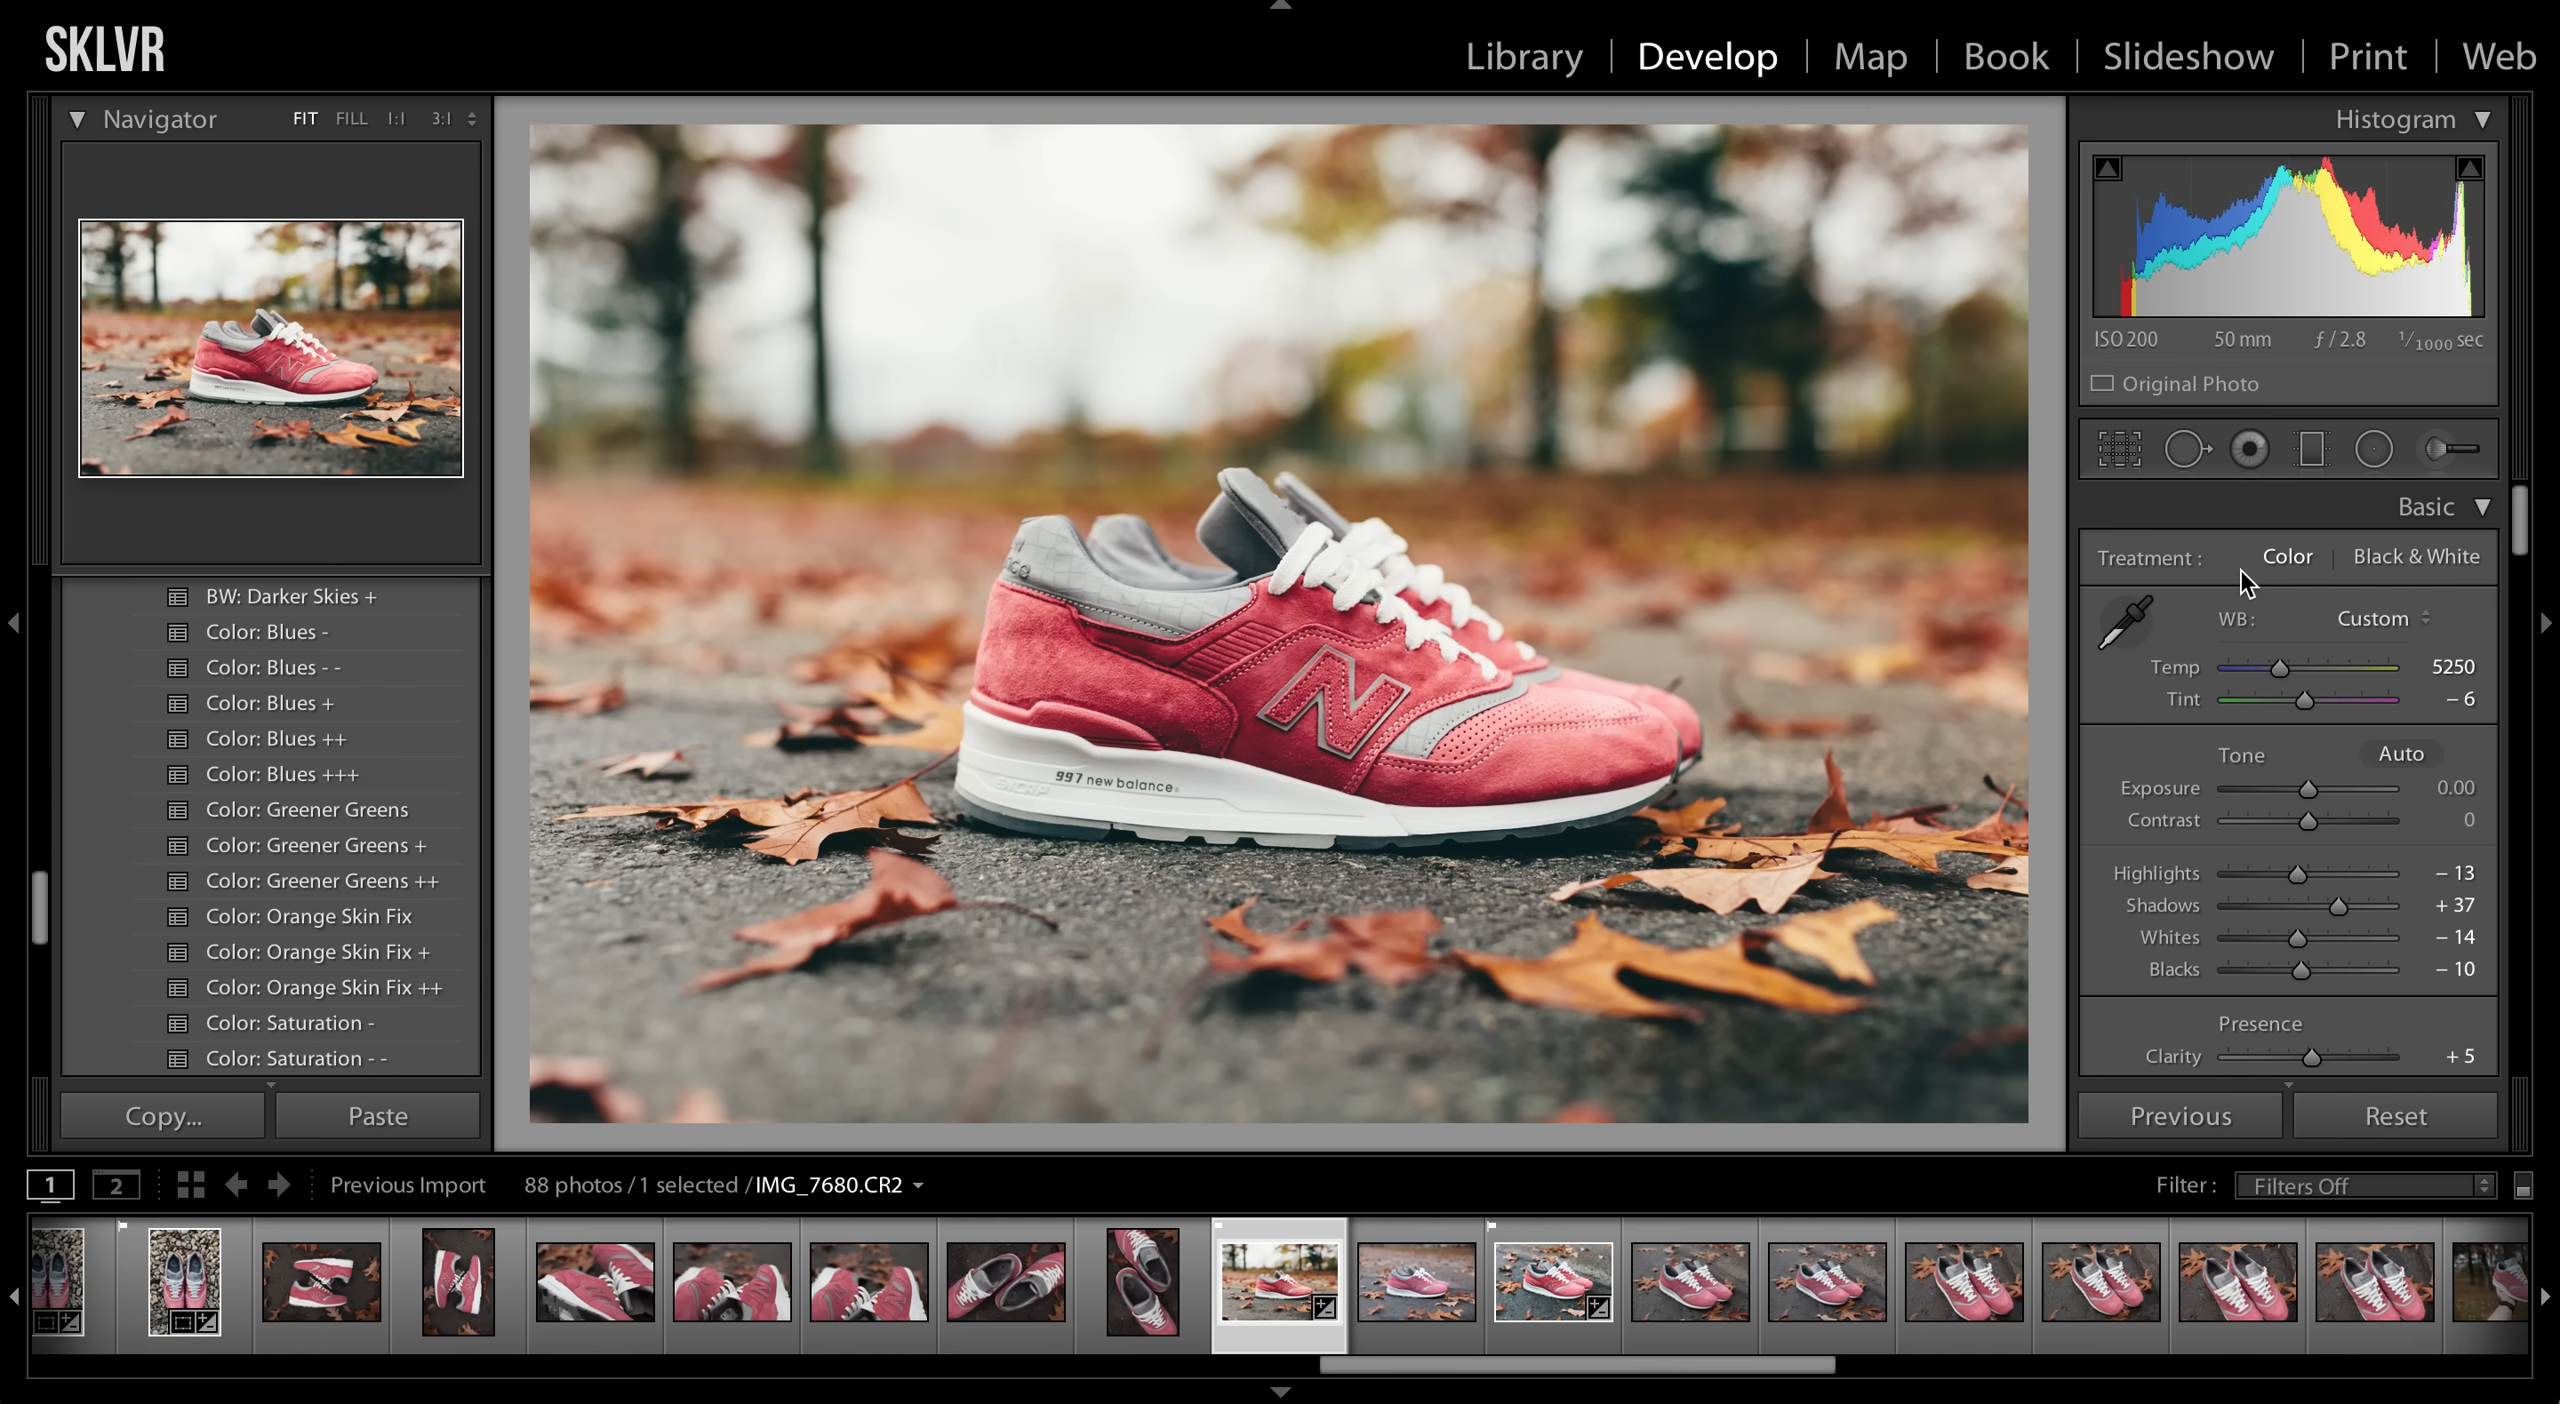 SKLVR
Library | Develop | Map | Book | Slideshow | Print | Web
Navigator FIT FILL 1:1 3:1
BW: Darker Skies +
Color: Blues -
Color: Blues - -
Color: Blues +
Color: Blues ++
Color: Blues +++
Color: Greener Greens
Color: Greener Greens +
Color: Greener Greens ++
Color: Orange Skin Fix
Color: Orange Skin Fix +
Color: Orange Skin Fix ++
Color: Saturation -
Color: Saturation - -
Copy... Paste
N
997 new balance
Histogram
ISO 200 50 mm ƒ / 2.8 1/1000 sec
Original Photo
Basic
Treatment : Color | Black & White
WB : Custom
Temp 5250
Tint – 6
Tone Auto
Exposure 0.00
Contrast 0
Highlights – 13
Shadows + 37
Whites – 14
Blacks – 10
Presence
Clarity + 5
Previous Reset
1 2 Previous Import 88 photos / 1 selected / IMG_7680.CR2 Filter : Filters Off